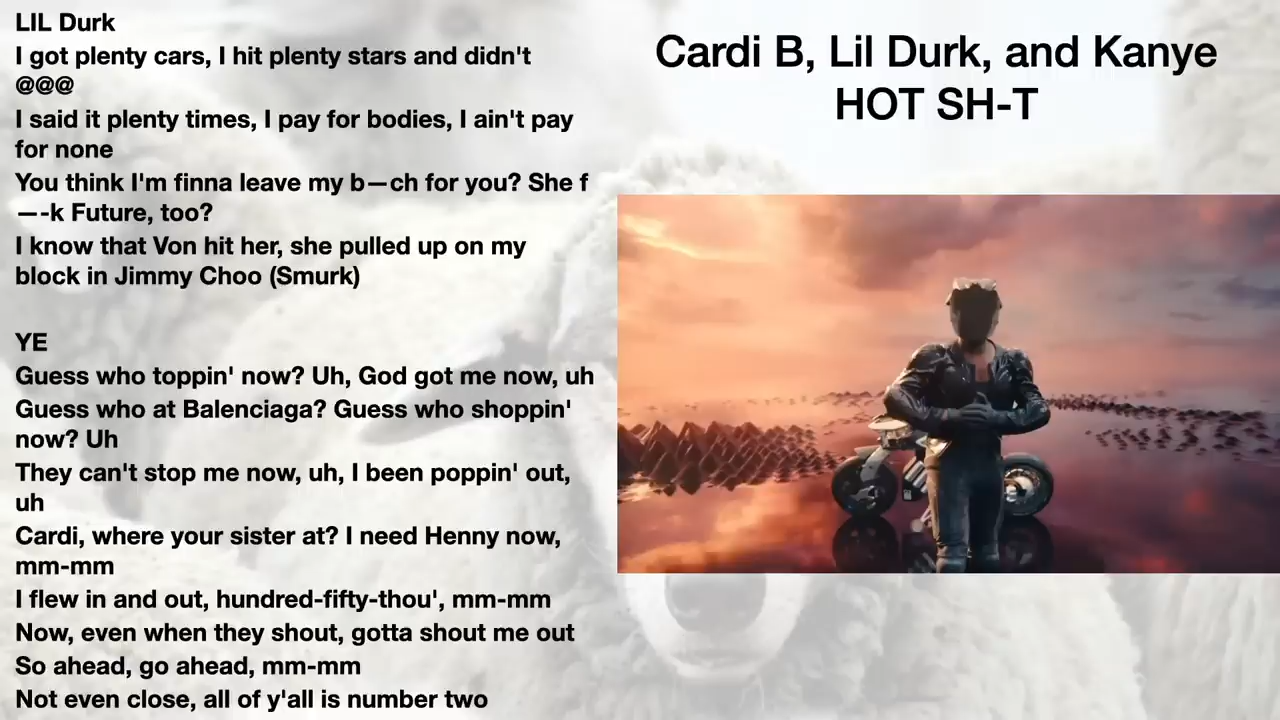 LIL Durk
I got plenty cars, I hit plenty stars and didn't
@@@
I said it plenty times, I pay for bodies, I ain't pay
for none
You think I'm finna leave my b—ch for you? She f
—-k Future, too?
I know that Von hit her, she pulled up on my
block in Jimmy Choo (Smurk)
YE
Guess who toppin' now? Uh, God got me now, uh
Guess who at Balenciaga? Guess who shoppin'
now? Uh
They can't stop me now, uh, I been poppin' out,
uh
Cardi, where your sister at? I need Henny now,
mm-mm
I flew in and out, hundred-fifty-thou', mm-mm
Now, even when they shout, gotta shout me out
So ahead, go ahead, mm-mm
Not even close, all of y'all is number two
Cardi B, Lil Durk, and Kanye
HOT SH-T